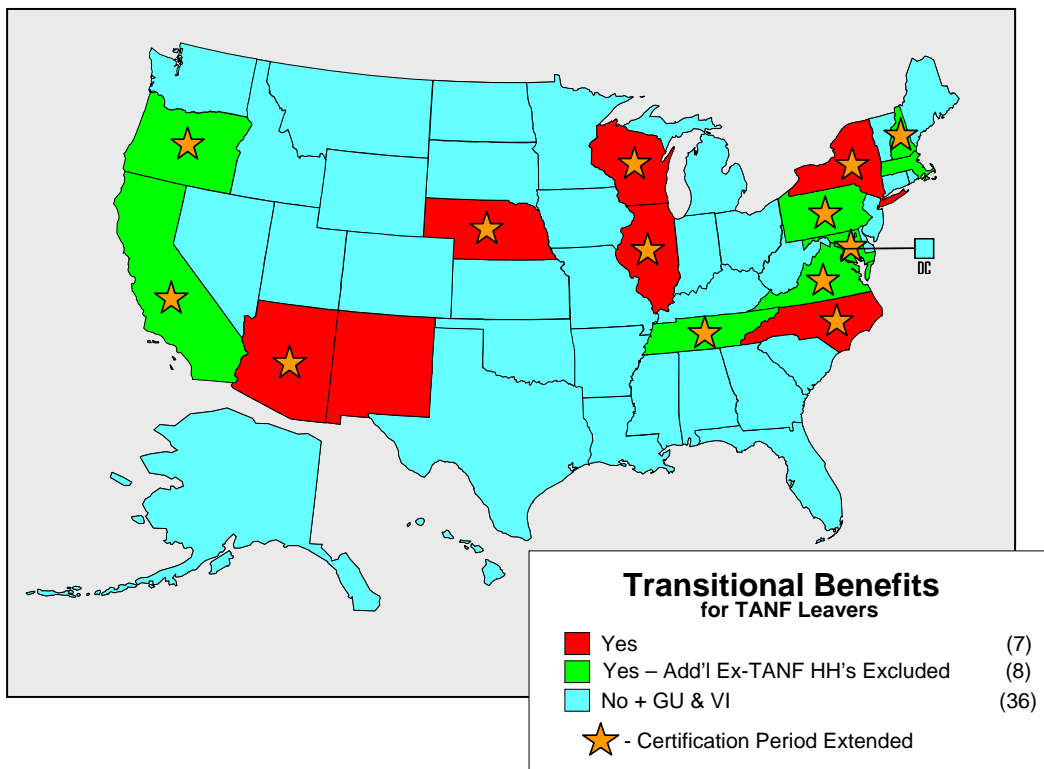 DC
Transitional Benefits
for TANF Leavers
Yes (7)
Yes – Add'l Ex-TANF HH's Excluded (8)
No + GU & VI (36)
- Certification Period Extended